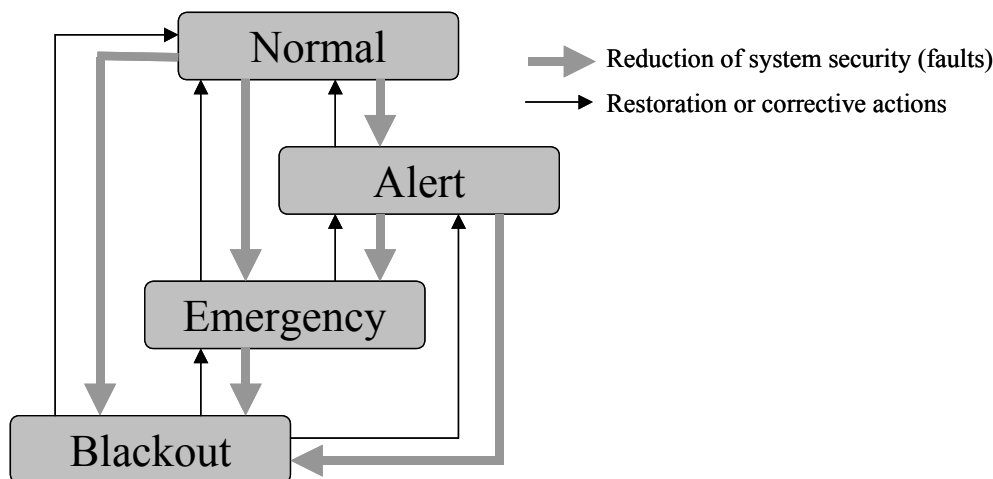 Normal
Reduction of system security (faults)
Restoration or corrective actions
Alert
Emergency
Blackout